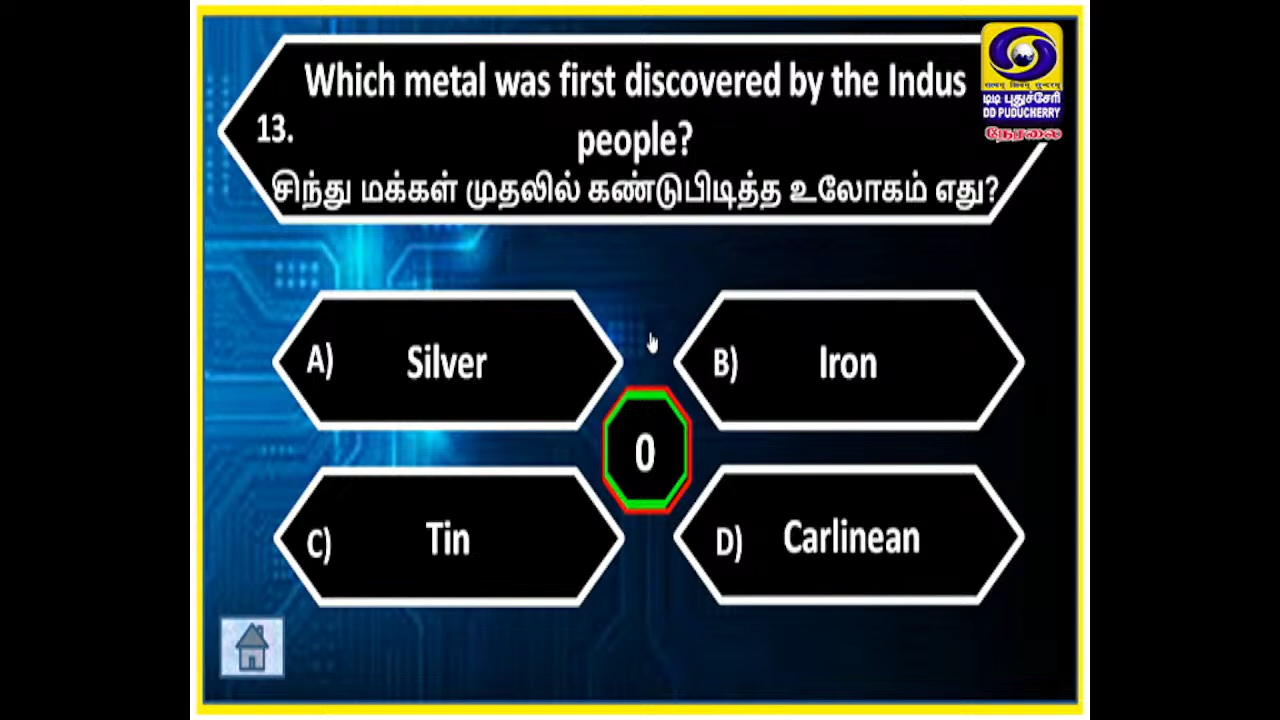 Which metal was first discovered by the Indus
13.
people?
சிந்து மக்கள் முதலில் கண்டுபிடித்த உலோகம் எது?
டிடி புதுச்சேரி
DD PUDUCHERRY
நேரலை
A) Silver
B) Iron
0
C) Tin
D) Carlinean